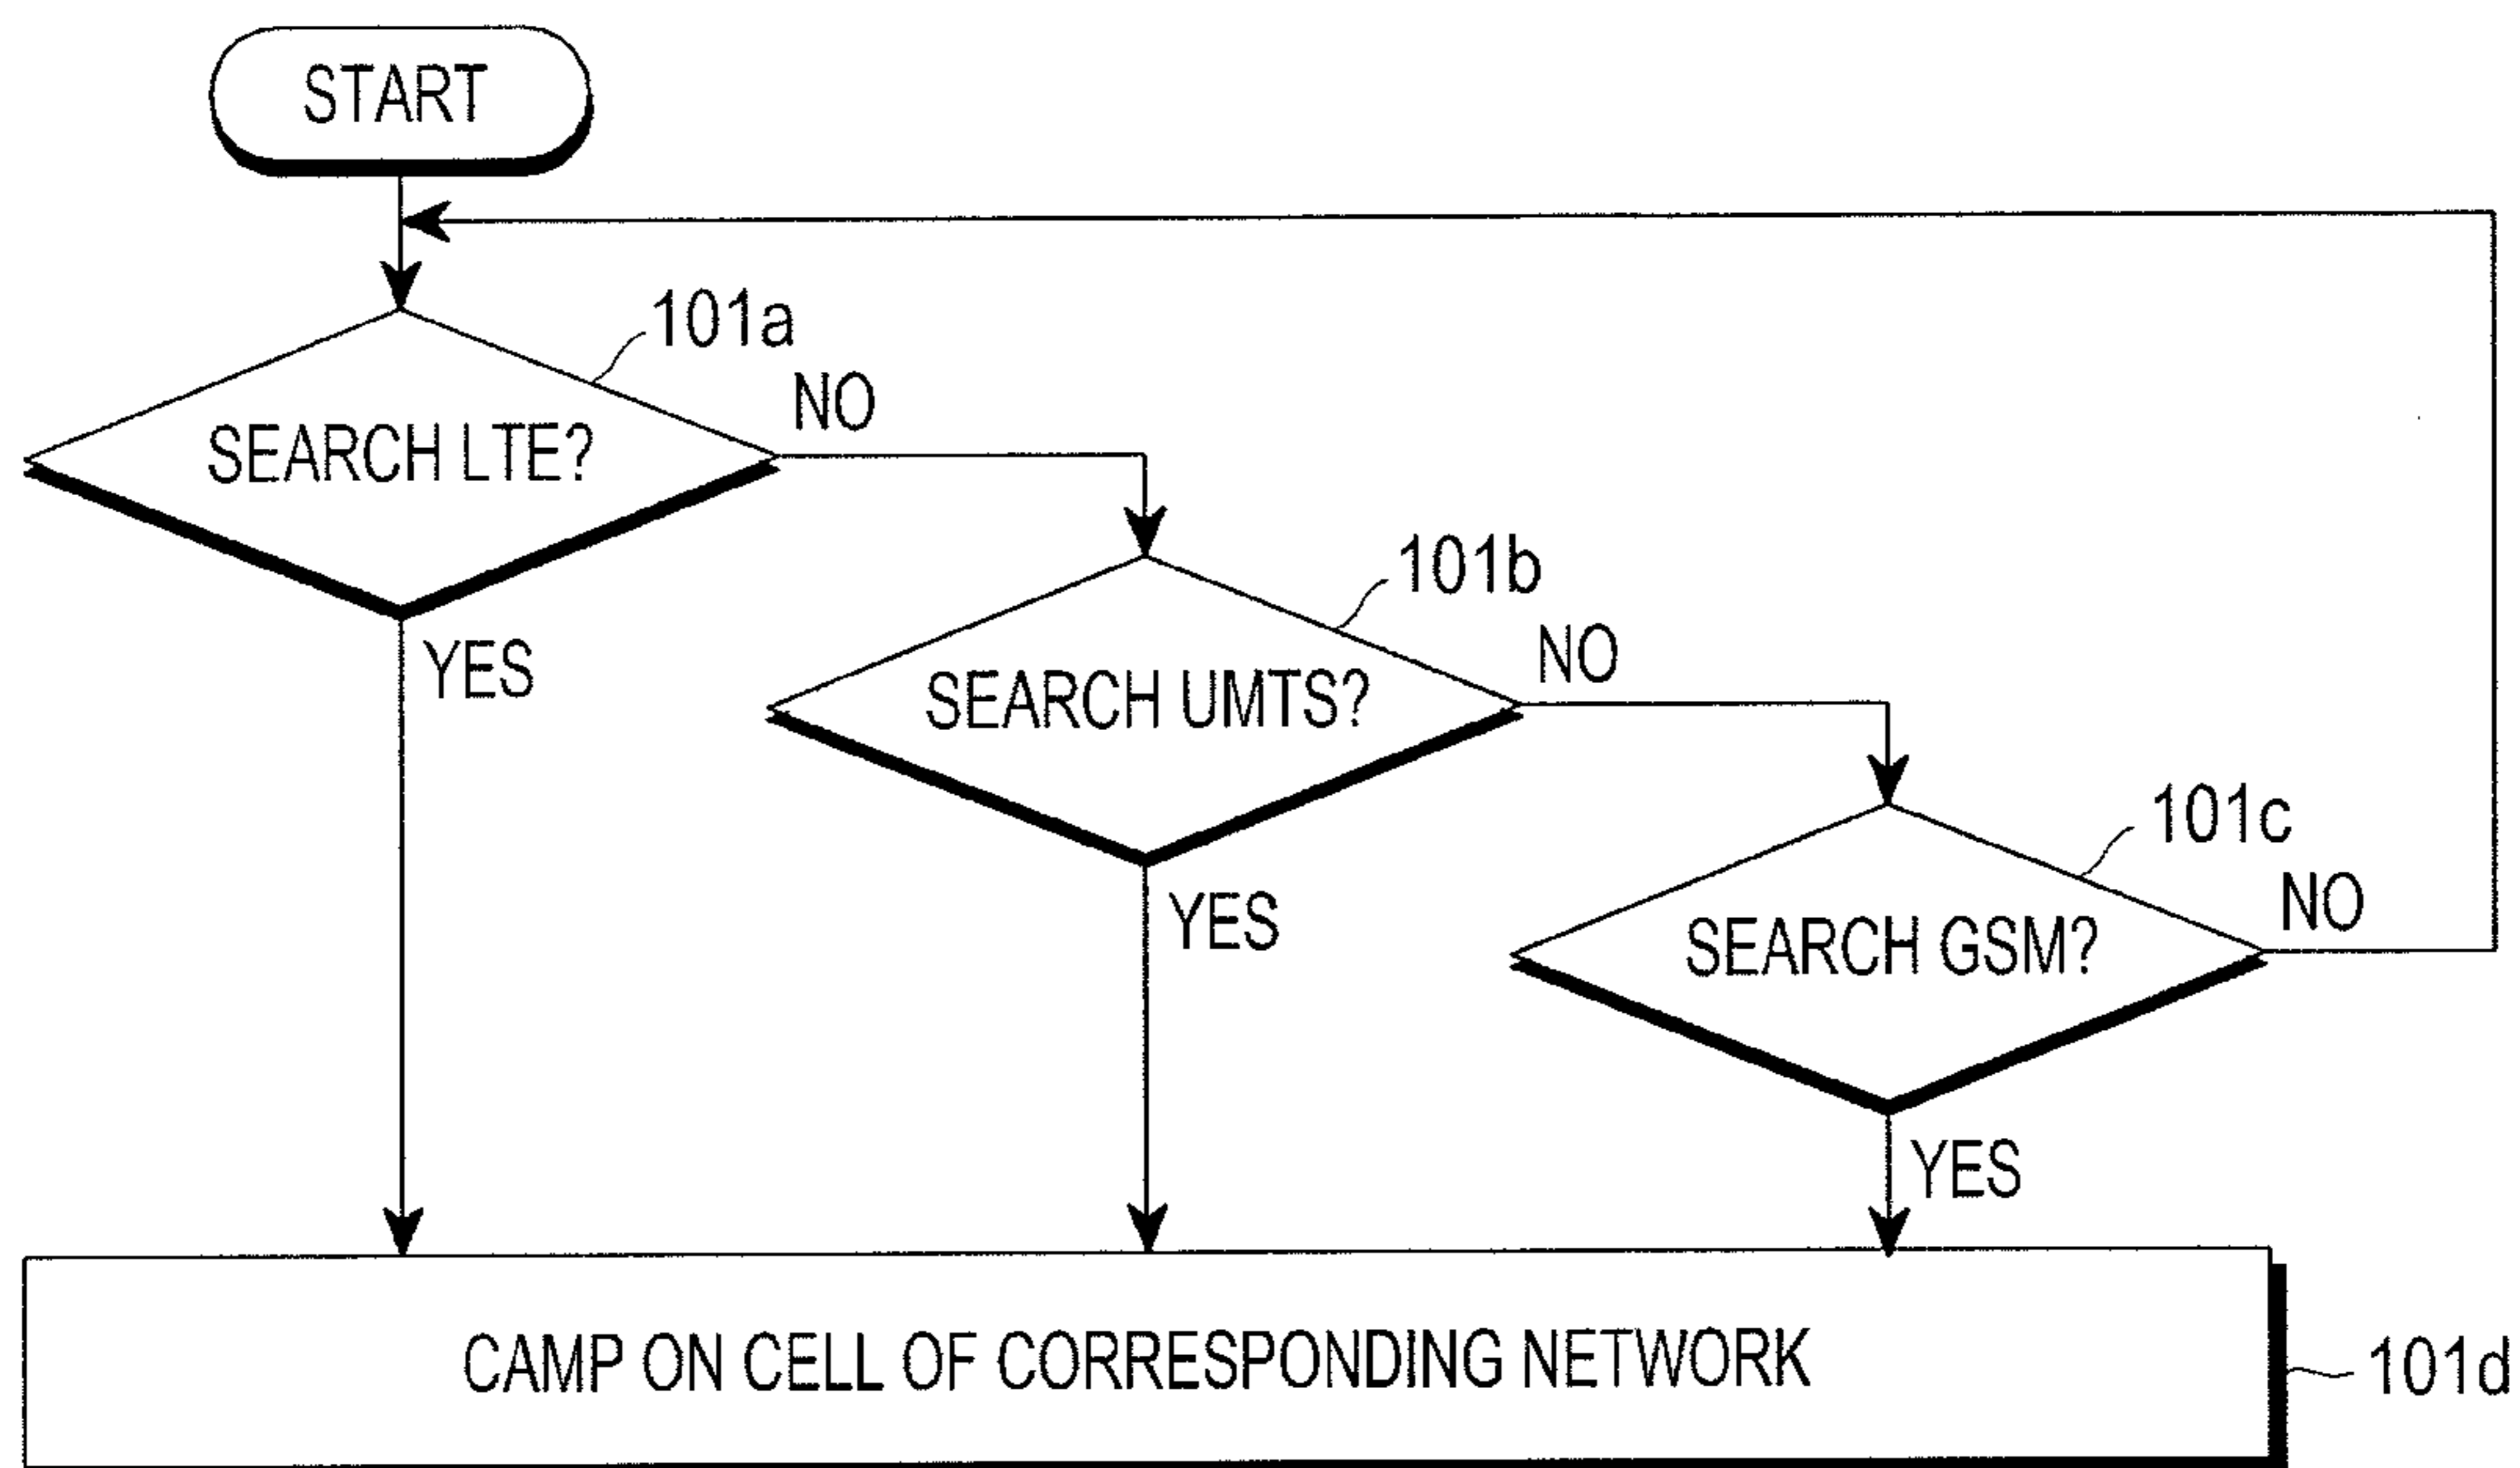 START
101a
NO
SEARCH LTE?
101b
YES
NO
SEARCH UMTS?
101c
YES
NO
SEARCH GSM?
YES
CAMP ON CELL OF CORRESPONDING NETWORK
101d